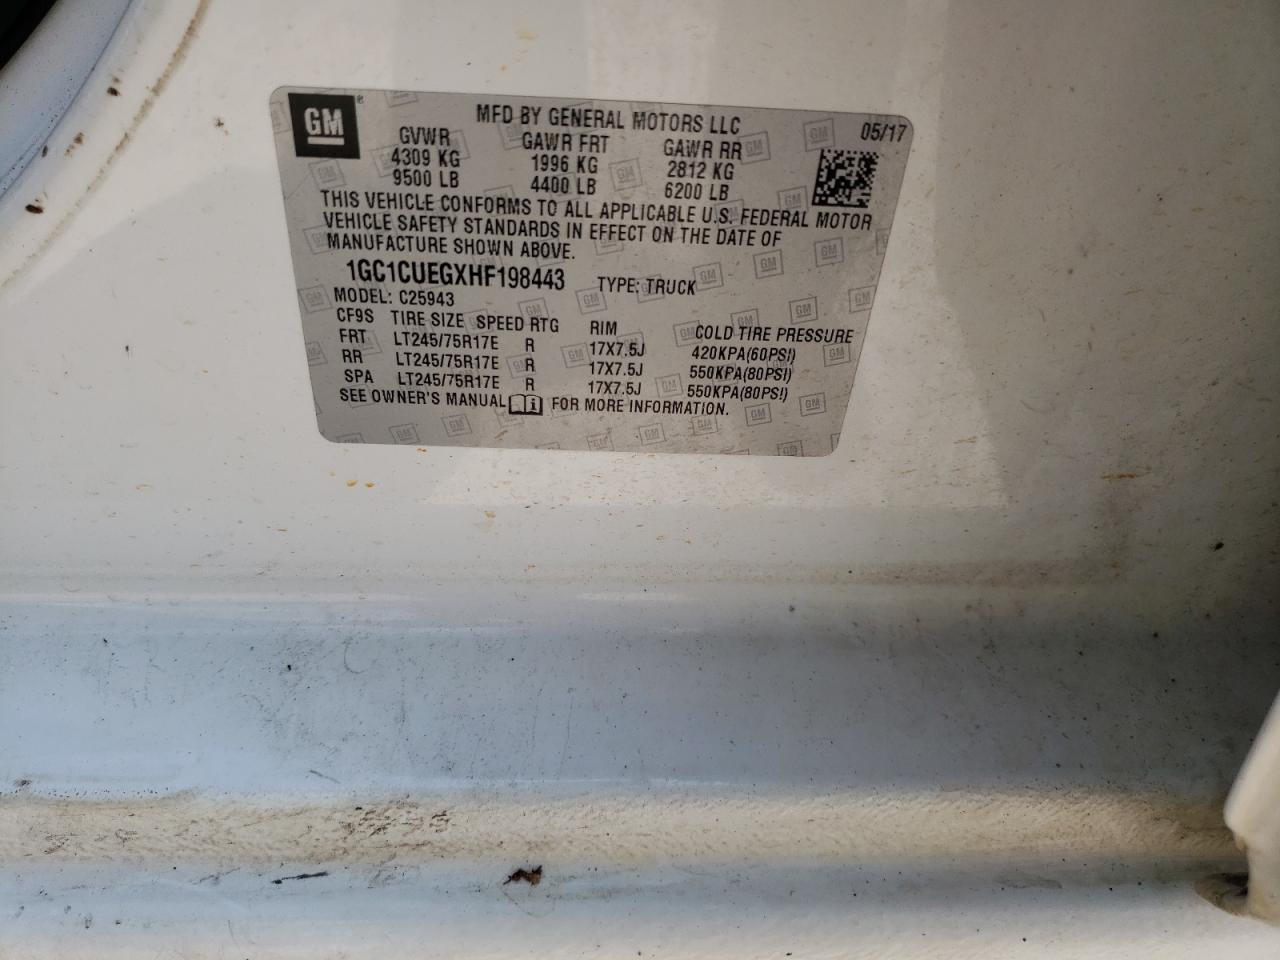 GM
MFD BY GENERAL MOTORS LLC 05/17
GVWR GAWR FRT GAWR RR
4309 KG 1996 KG 2812 KG
9500 LB 4400 LB 6200 LB
THIS VEHICLE CONFORMS TO ALL APPLICABLE U.S. FEDERAL MOTOR
VEHICLE SAFETY STANDARDS IN EFFECT ON THE DATE OF
MANUFACTURE SHOWN ABOVE.
1GC1CUEGXHF198443 TYPE: TRUCK
MODEL: C25943
CF9S TIRE SIZE SPEED RTG RIM COLD TIRE PRESSURE
FRT LT245/75R17E R 17X7.5J 420KPA(60PSI)
RR LT245/75R17E R 17X7.5J 550KPA(80PSI)
SPA LT245/75R17E R 17X7.5J 550KPA(80PSI)
SEE OWNER'S MANUAL FOR MORE INFORMATION.